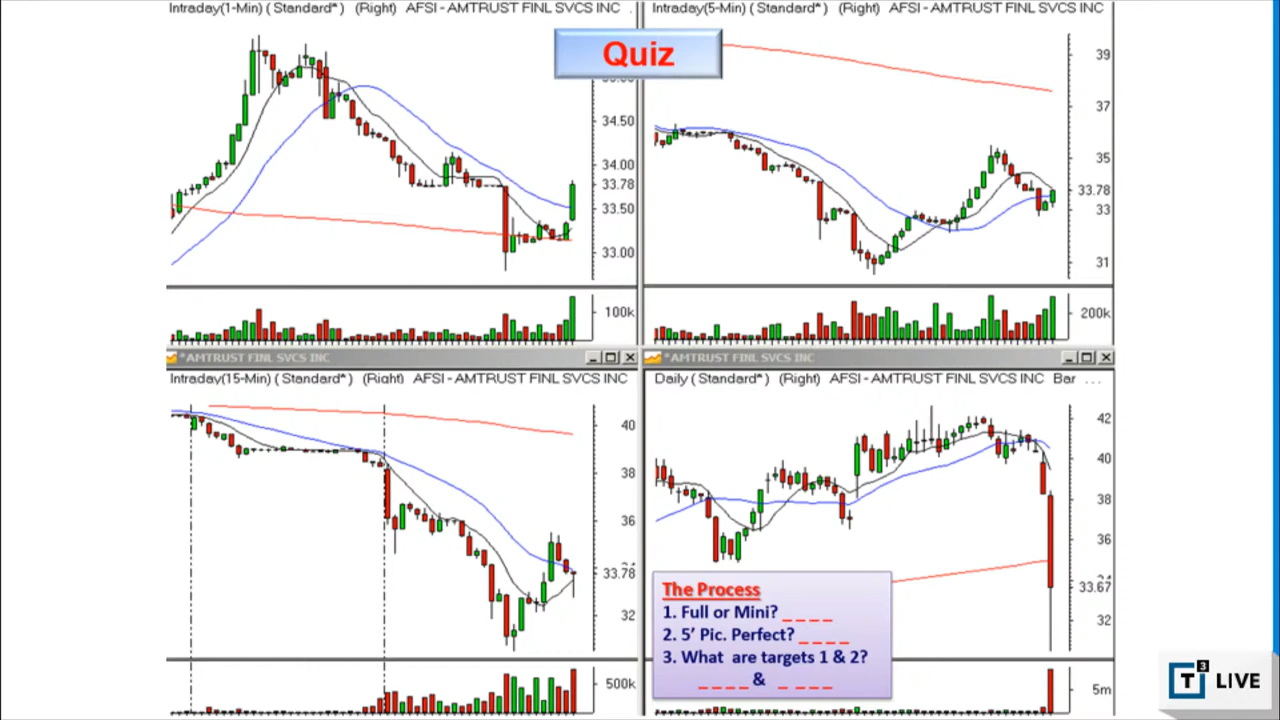 Intraday(1-Min) ( Standard* ) (Right) AFSI - AMTRUST FINL SVCS INC .
Intraday(5-Min) ( Standard* ) (Right) AFSI - AMTRUST FINL SVCS INC
Quiz
34.50
34.00
33.78
33.50
33.00
100k
39
37
35
33.78
33
31
200k
*AMTRUST FINL SVCS INC
*AMTRUST FINL SVCS INC
Intraday(15-Min) ( Standard* ) (Right) AFSI - AMTRUST FINL SVCS INC
Daily ( Standard* ) (Right) AFSI - AMTRUST FINL SVCS INC Bar ...
40
38
36
33.78
32
500k
42
40
38
36
33.67
32
5m
The Process
1. Full or Mini? _ _ _ _
2. 5’ Pic. Perfect? _ _ _ _
3. What are targets 1 & 2?
_ _ _ _ & _ _ _ _
T3 LIVE